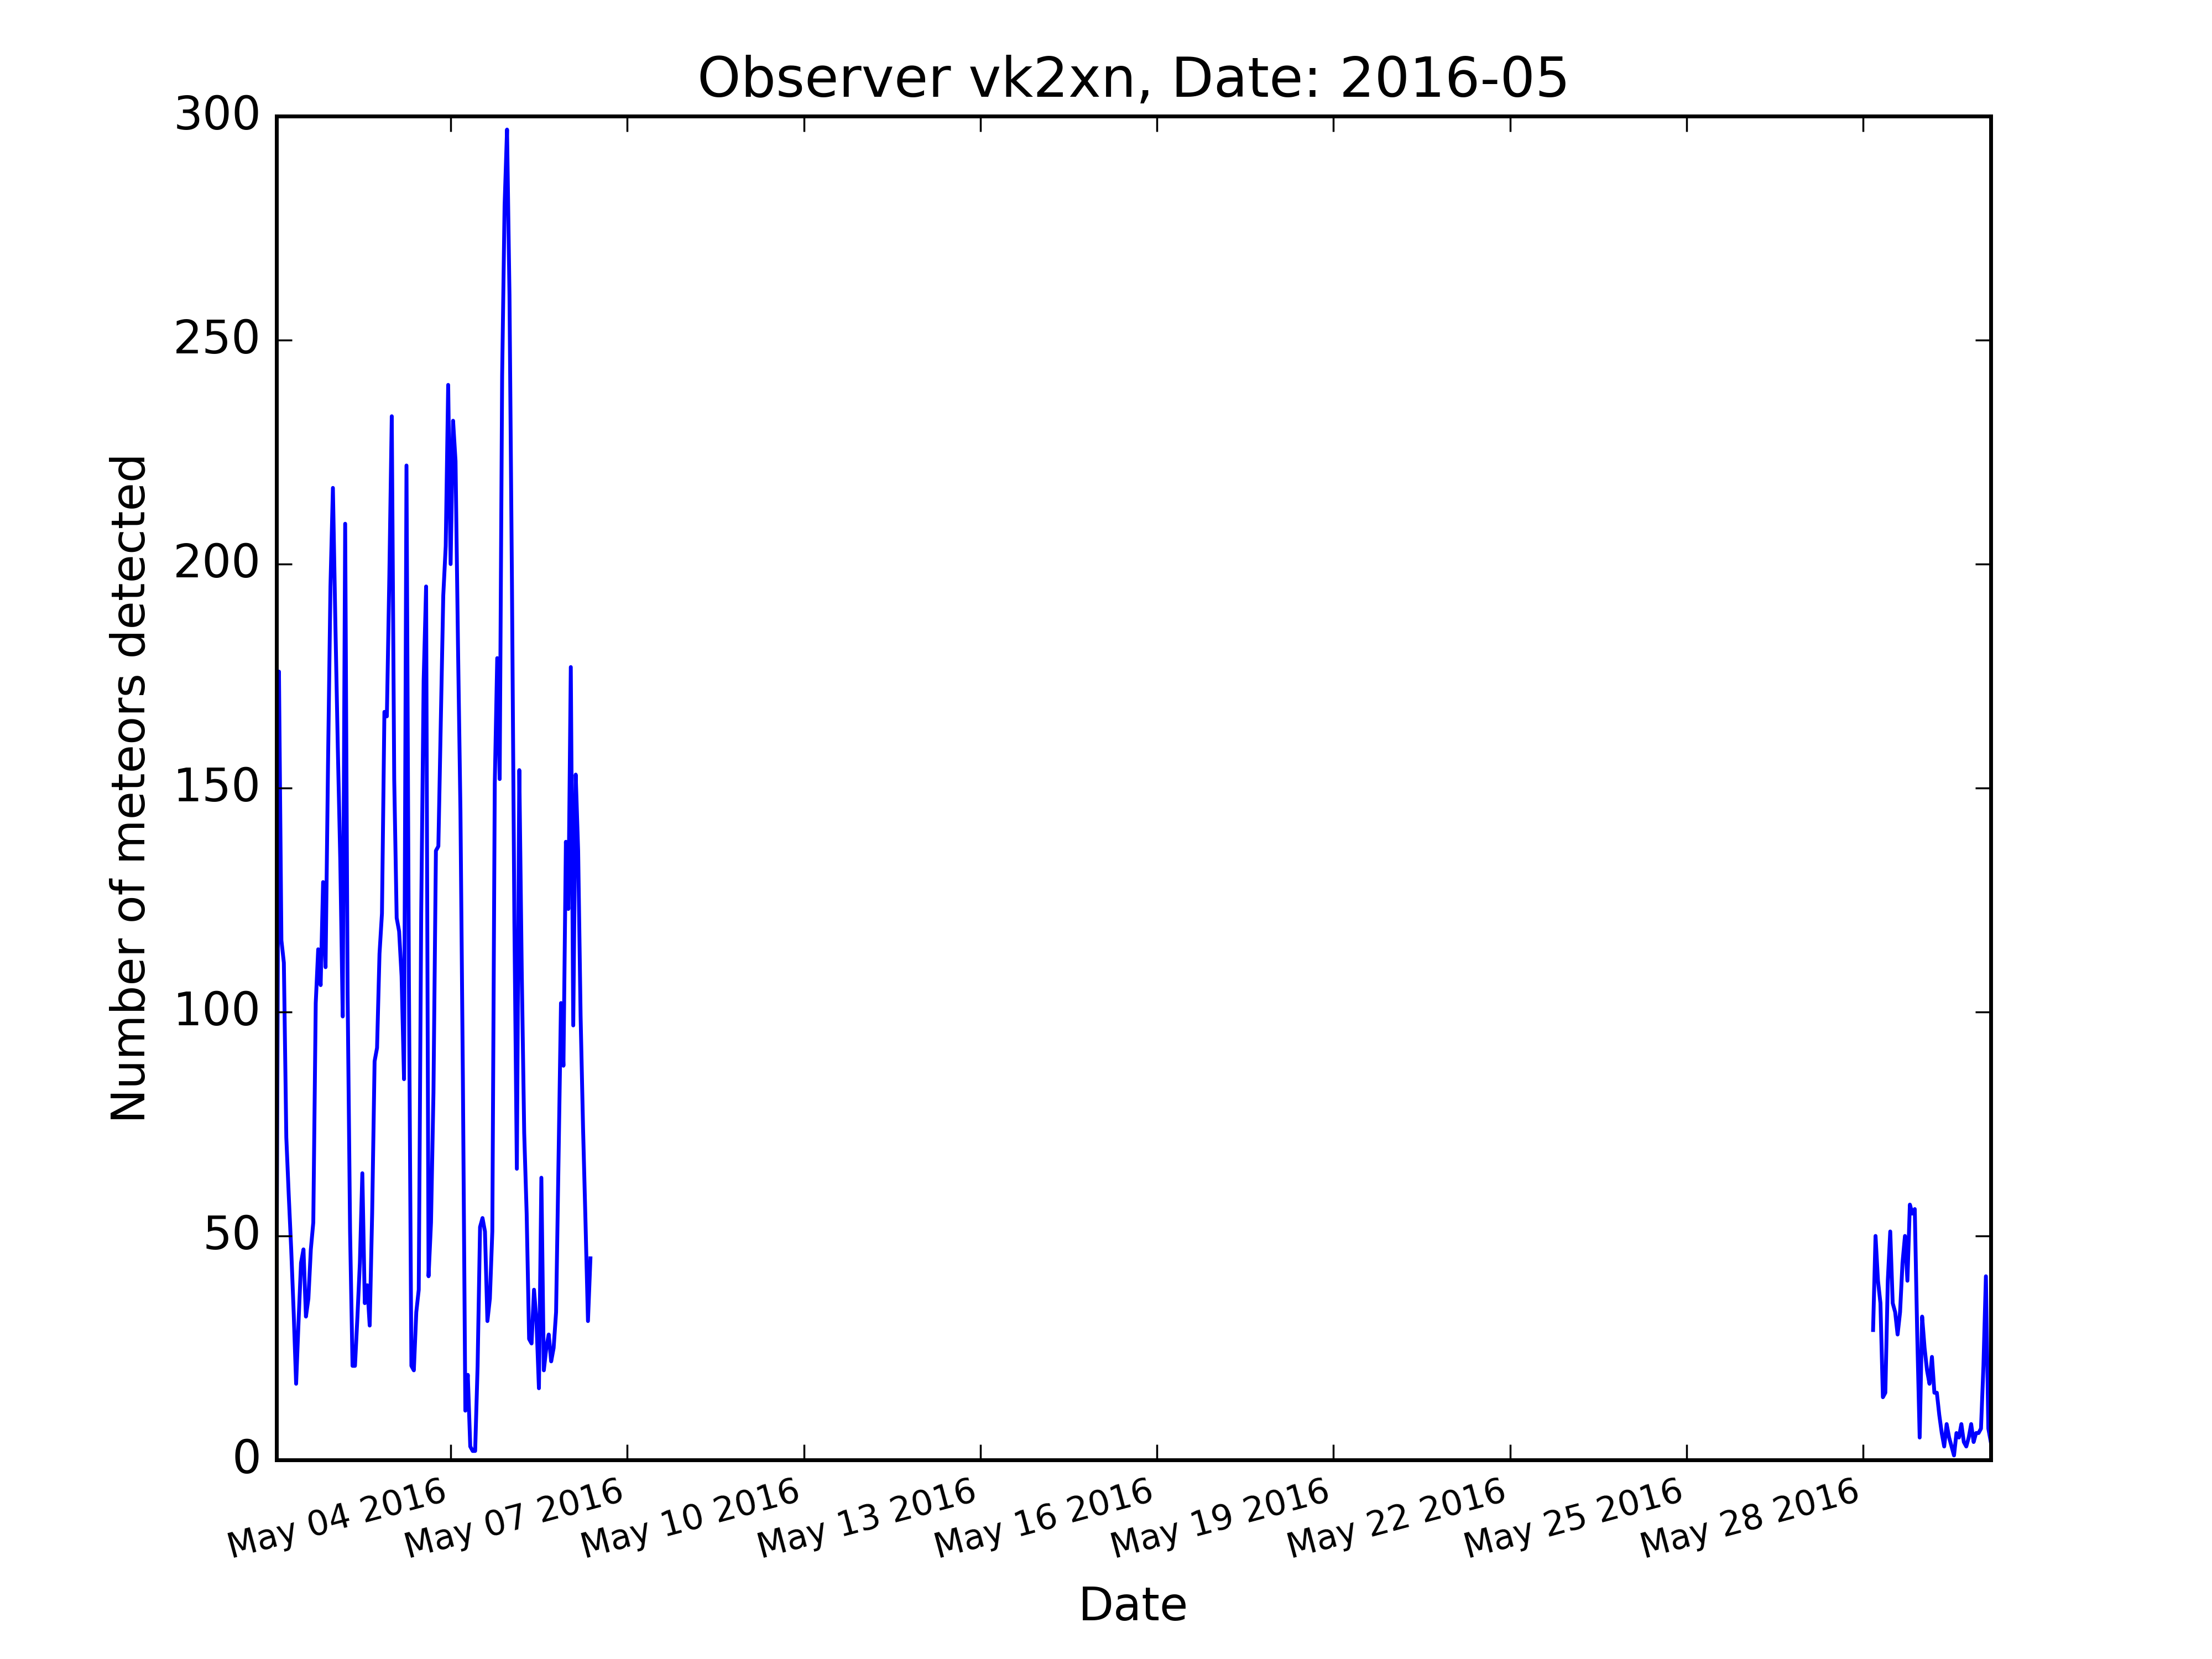 Observer vk2xn, Date: 2016-05
300
250
200
150
100
50
0
Number of meteors detected
May 04 2016
May 07 2016
May 10 2016
May 13 2016
May 16 2016
May 19 2016
May 22 2016
May 25 2016
May 28 2016
Date